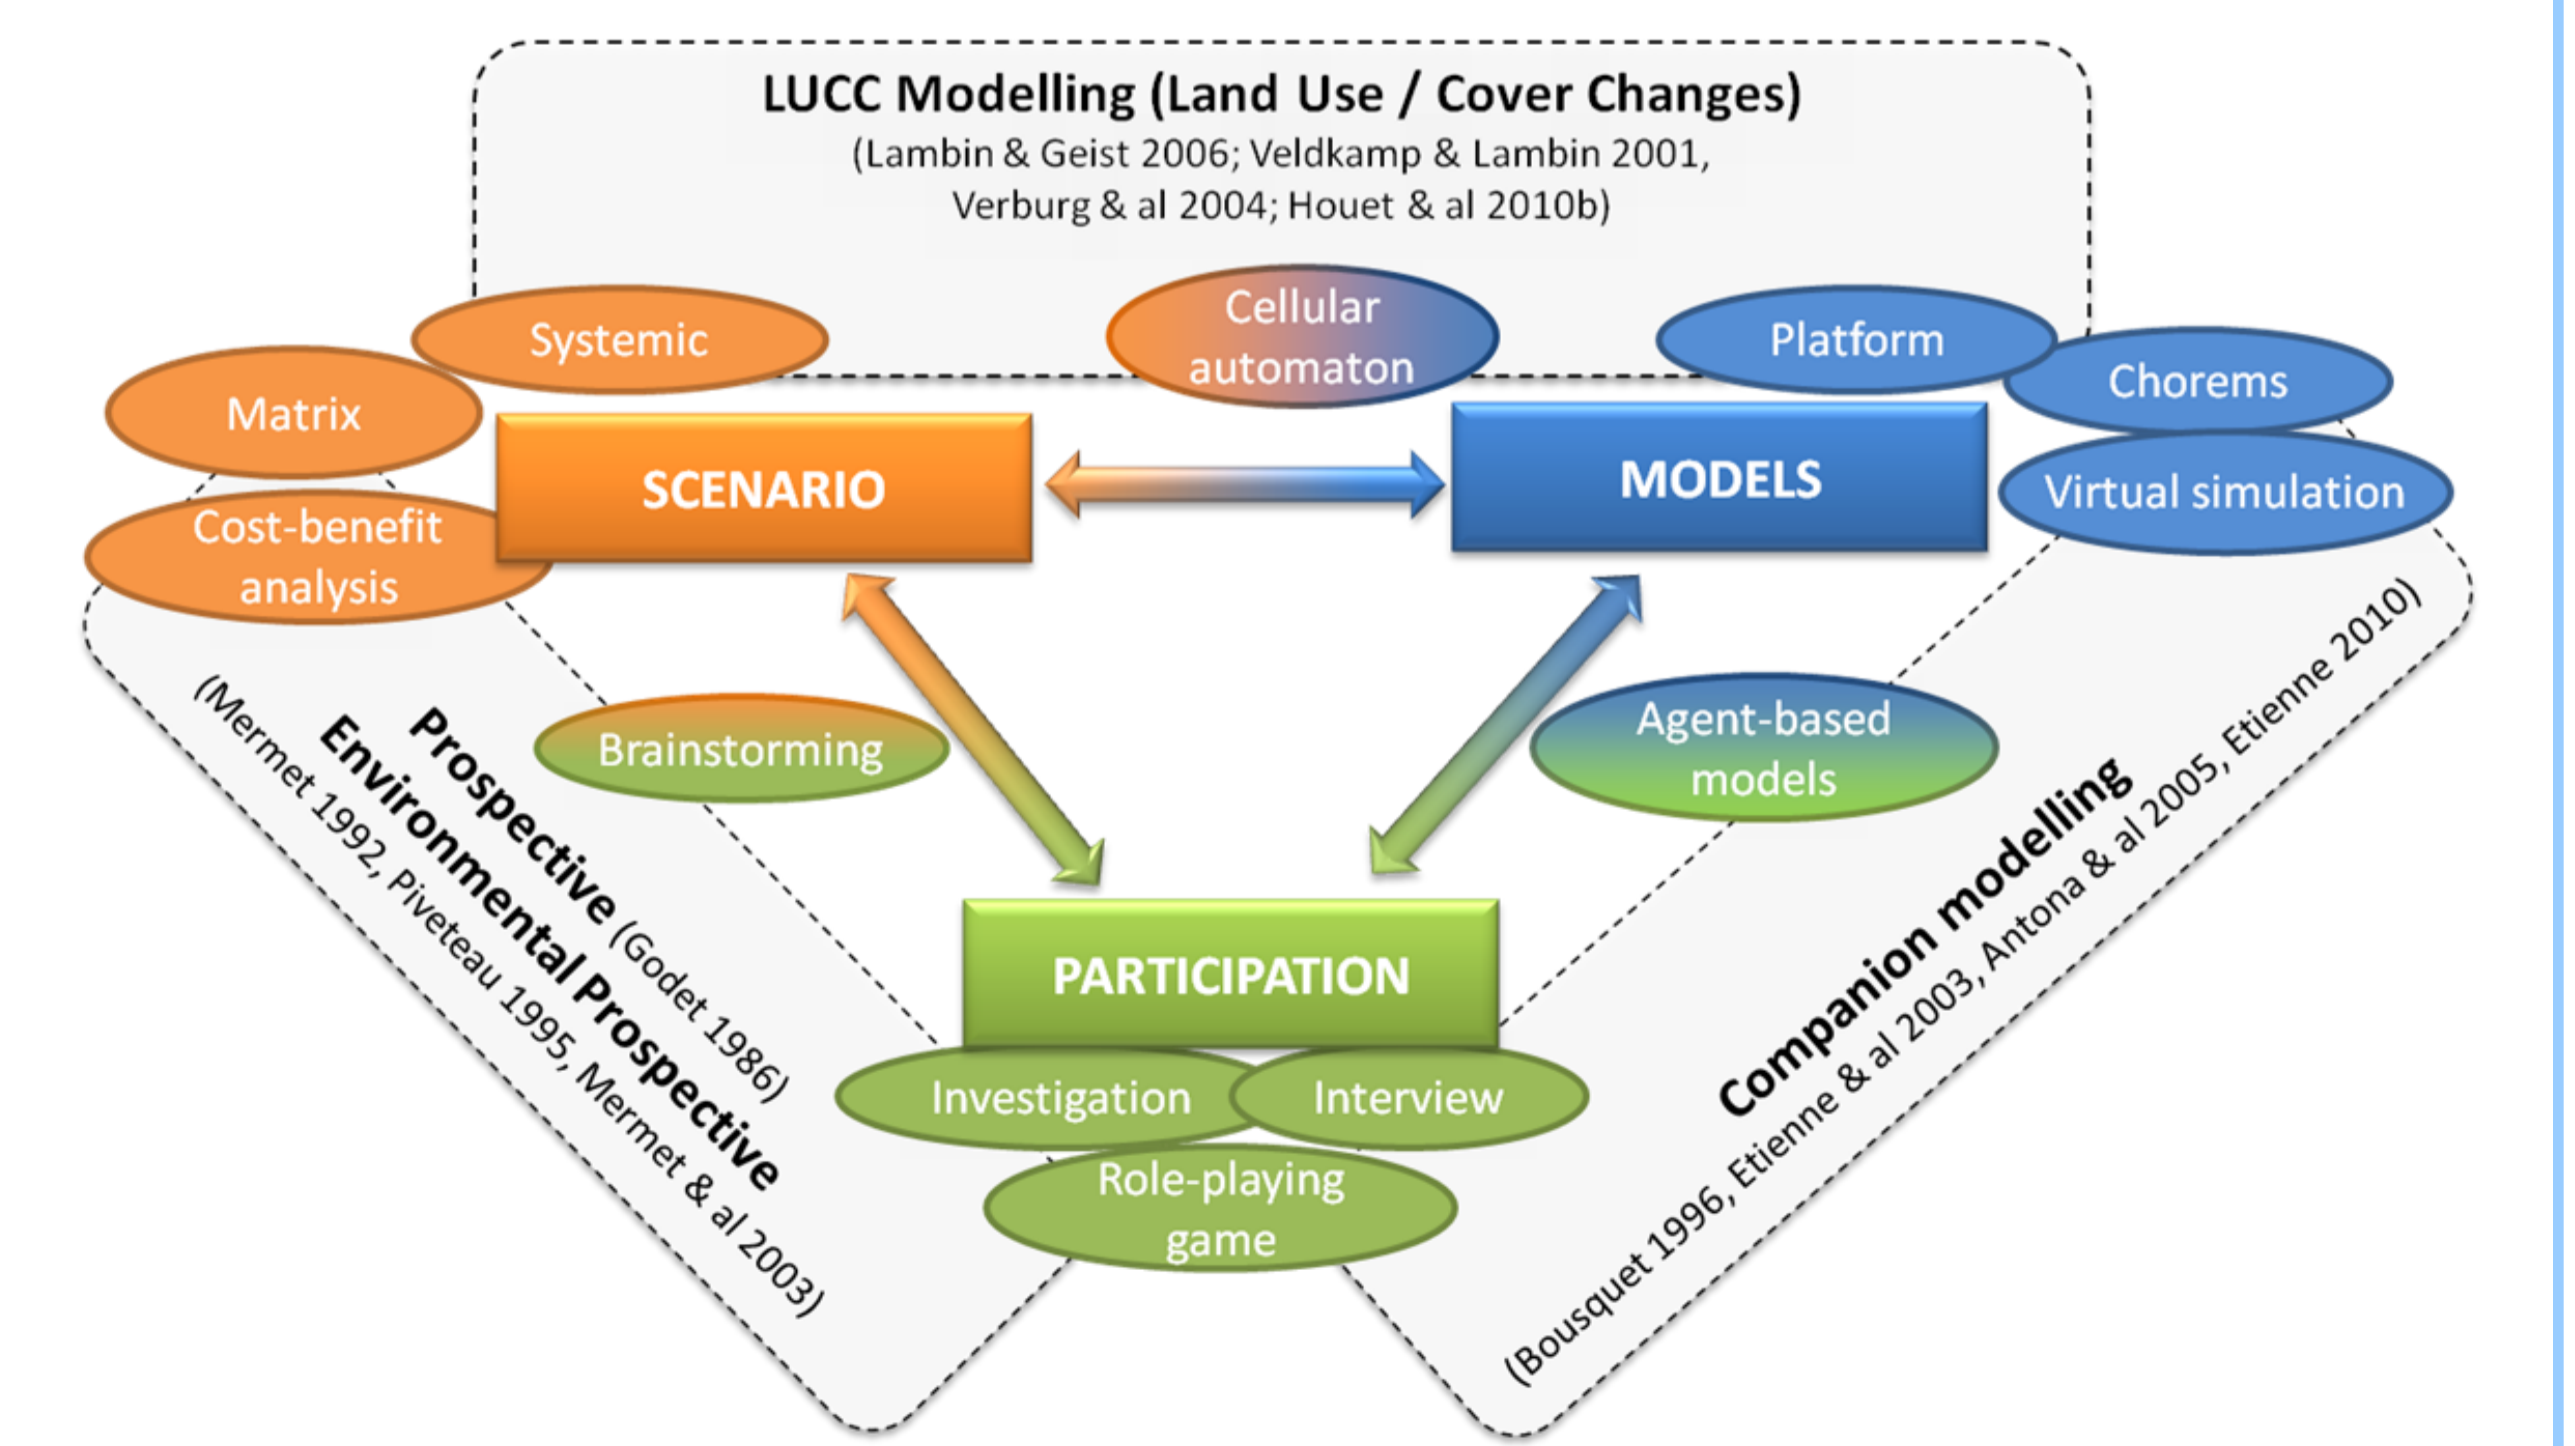 LUCC Modelling (Land Use / Cover Changes)
(Lambin & Geist 2006; Veldkamp & Lambin 2001,
Verburg & al 2004; Houet & al 2010b)
Systemic
Cellular
automaton
Platform
Matrix
Chorems
SCENARIO
MODELS
Virtual simulation
Cost-benefit
analysis
Brainstorming
Agent-based
models
PARTICIPATION
Investigation
Interview
Role-playing
game
Prospective (Godet 1986)
Environmental Prospective
(Mermet 1992, Piveteau 1995, Mermet & al 2003)
Companion modelling
(Bousquet 1996, Etienne & al 2003, Antona & al 2005, Etienne 2010)